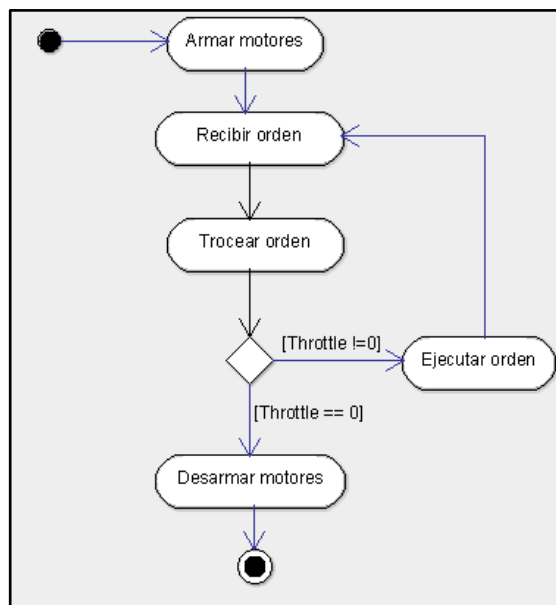 Armar motores
Recibir orden
Trocear orden
[Throttle !=0]
Ejecutar orden
[Throttle == 0]
Desarmar motores